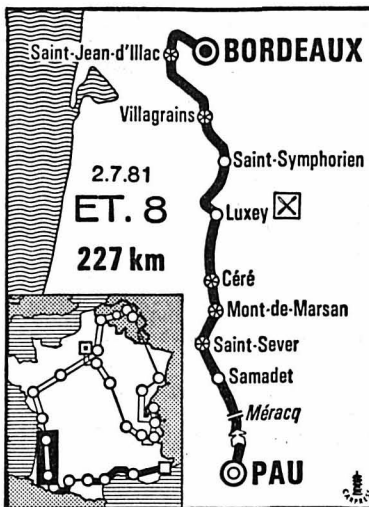 Saint-Jean-d'Illac
BORDEAUX
Villagrains
Saint-Symphorien
2.7.81
ET. 8
Luxey
227 km
Céré
Mont-de-Marsan
Saint-Sever
Samadet
Méracq
PAU